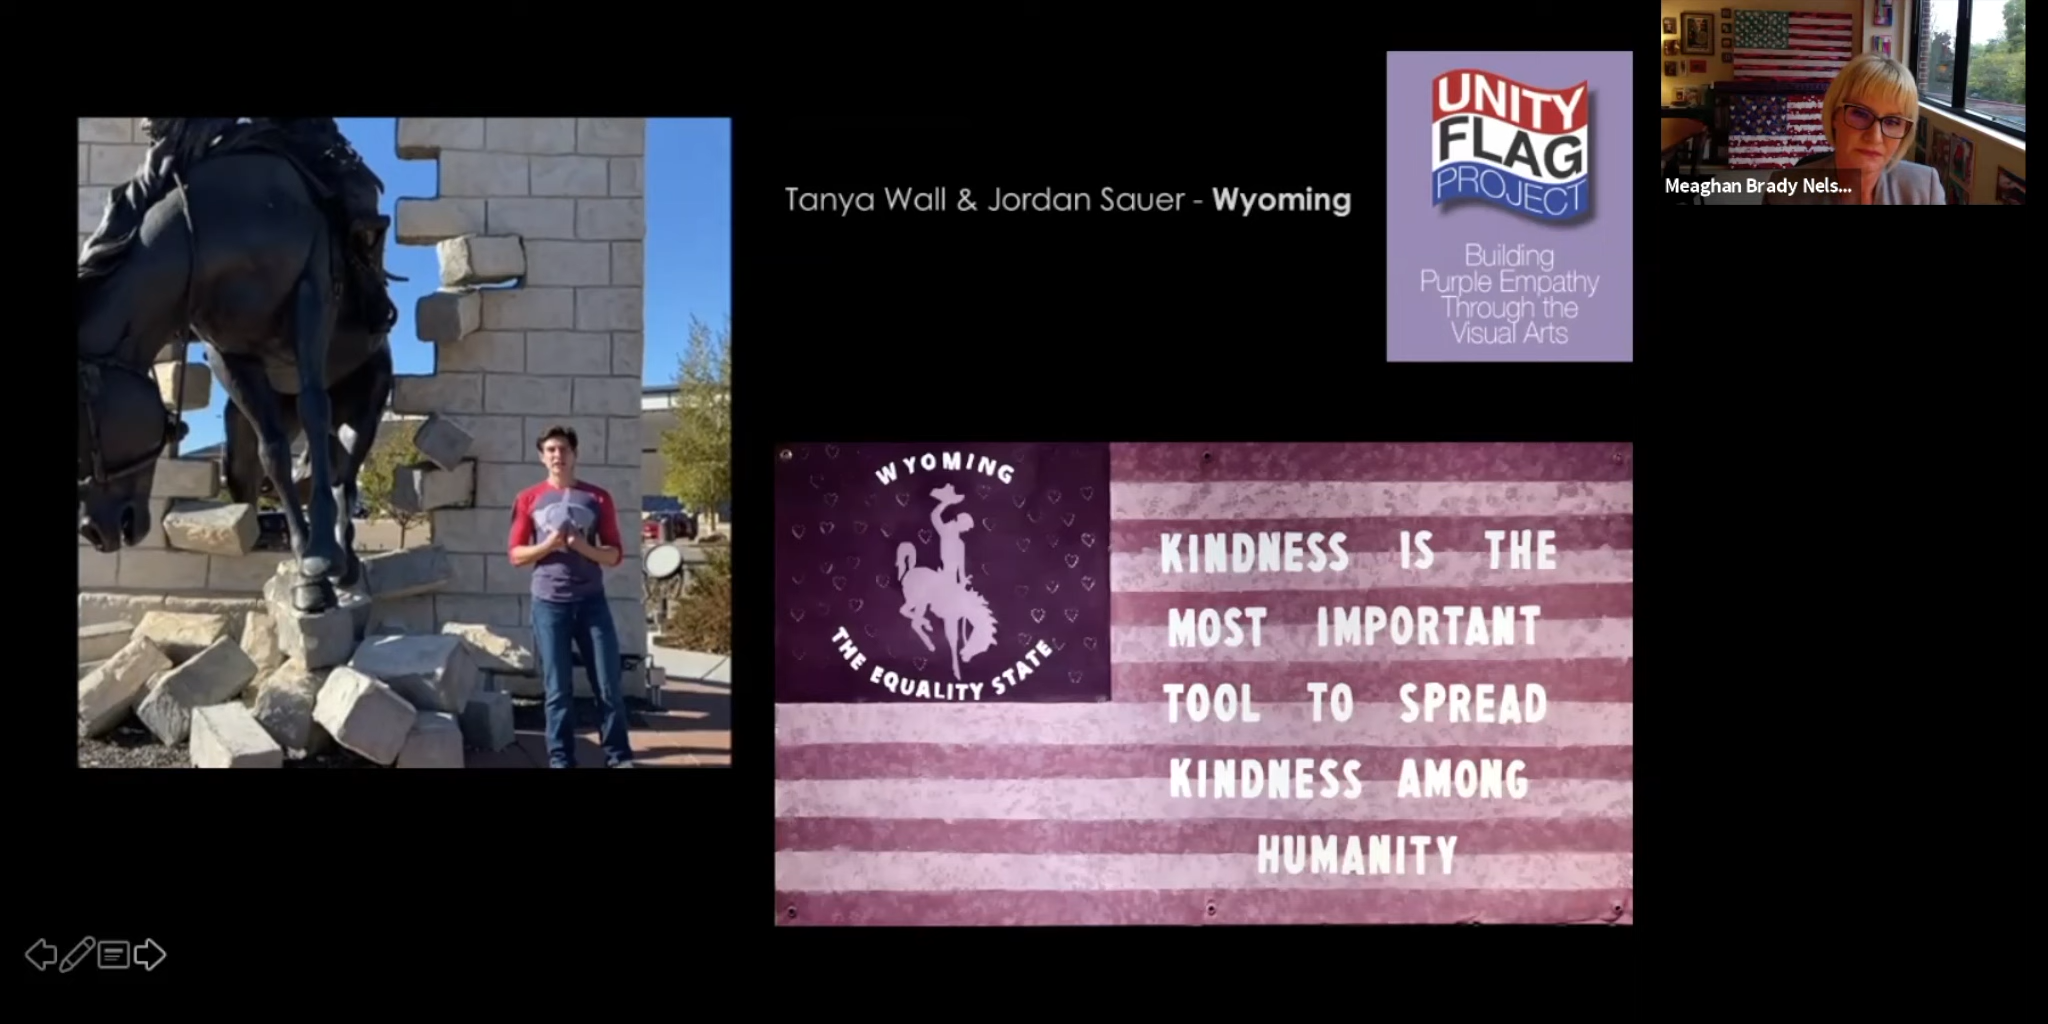 Tanya Wall & Jordan Sauer - Wyoming
UNITY
FLAG
PROJECT
Building
Purple Empathy
Through the
Visual Arts
Meaghan Brady Nels...
WYOMING
THE EQUALITY STATE
KINDNESS IS THE
MOST IMPORTANT
TOOL TO SPREAD
KINDNESS AMONG
HUMANITY